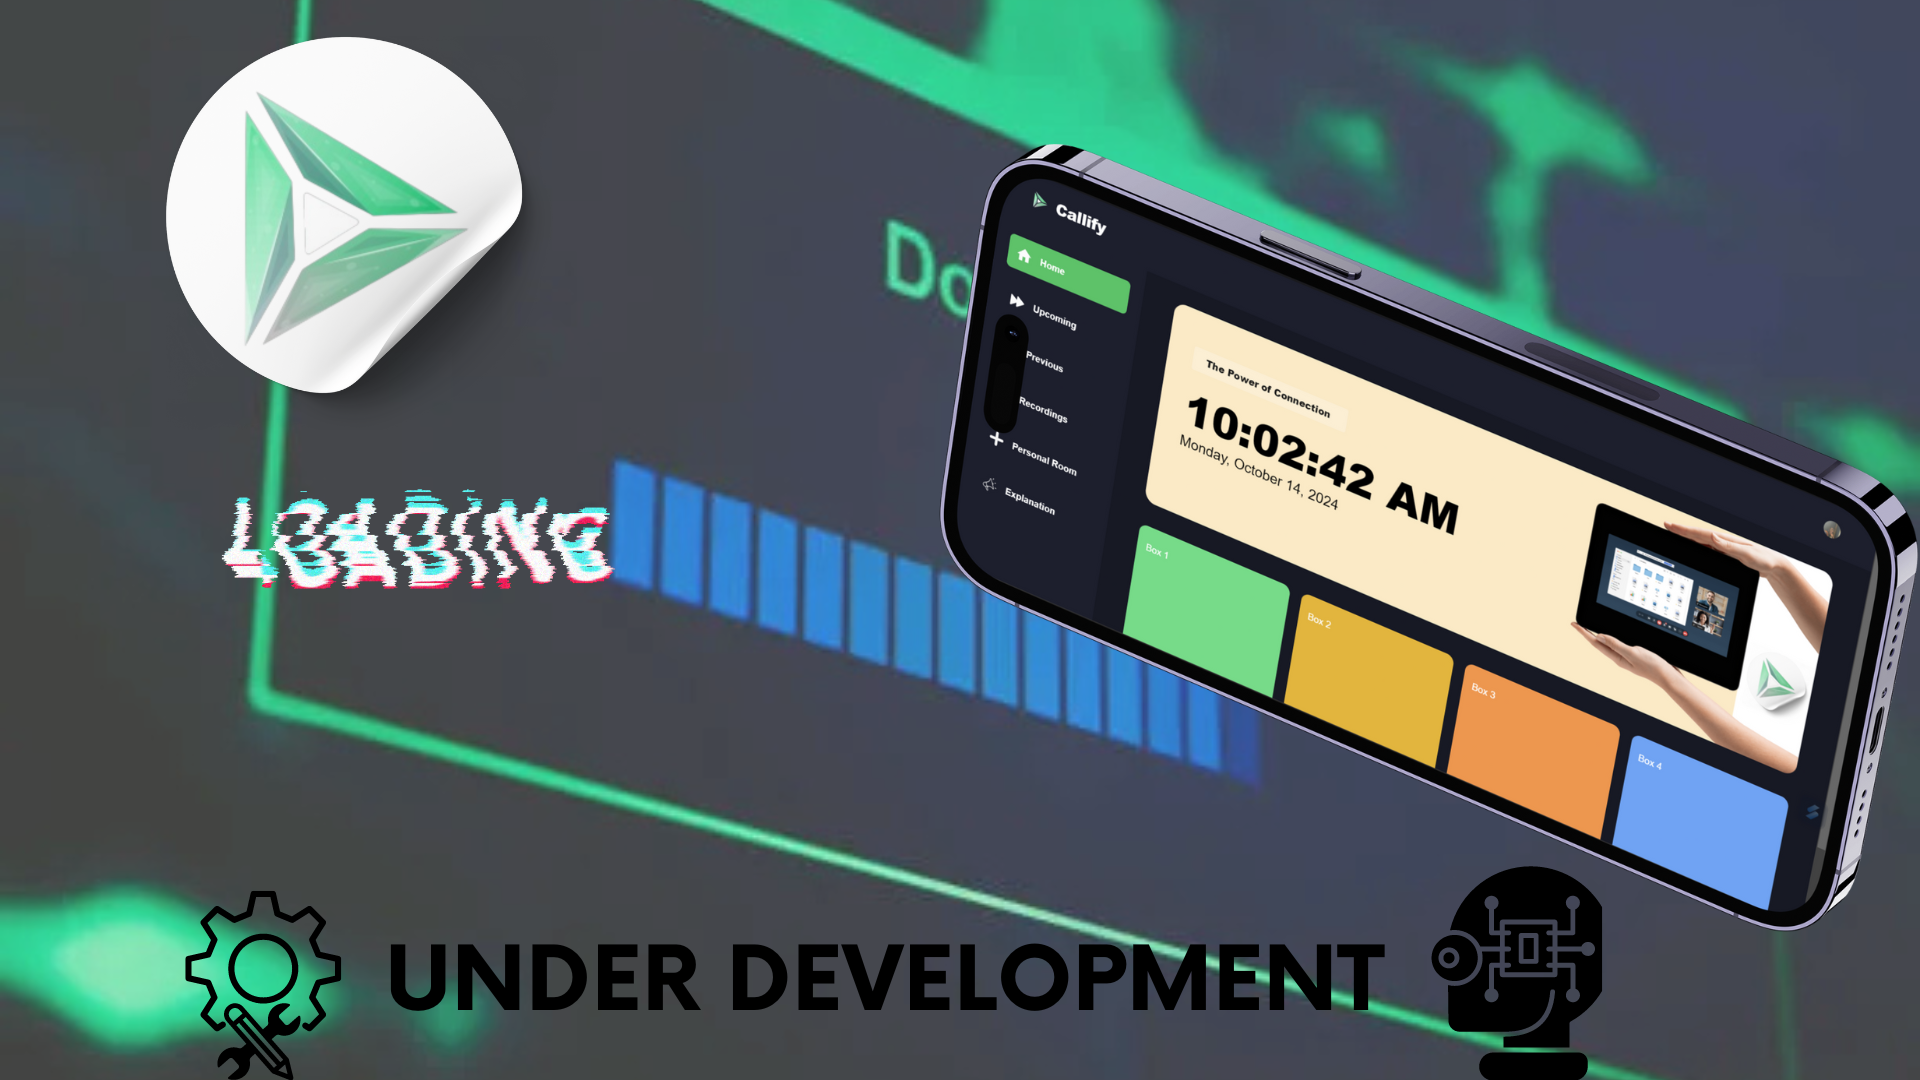 Do
Callify
Home
Upcoming
Previous
Recordings
Personal Room
Explanation
The Power of Connection
10:02:42 AM
Monday, October 14, 2024
Box 1
Box 2
Box 3
Box 4
LOADING
UNDER DEVELOPMENT